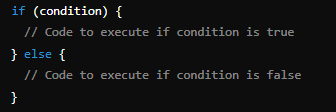 if (condition) {
  // Code to execute if condition is true
} else {
  // Code to execute if condition is false
}